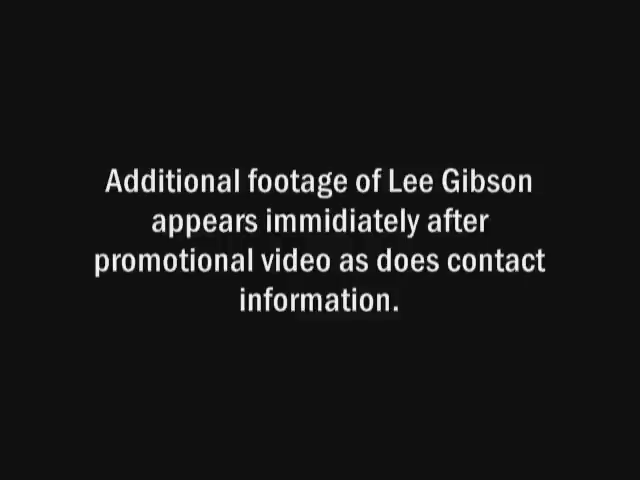 Additional footage of Lee Gibson
appears immidiately after
promotional video as does contact
information.